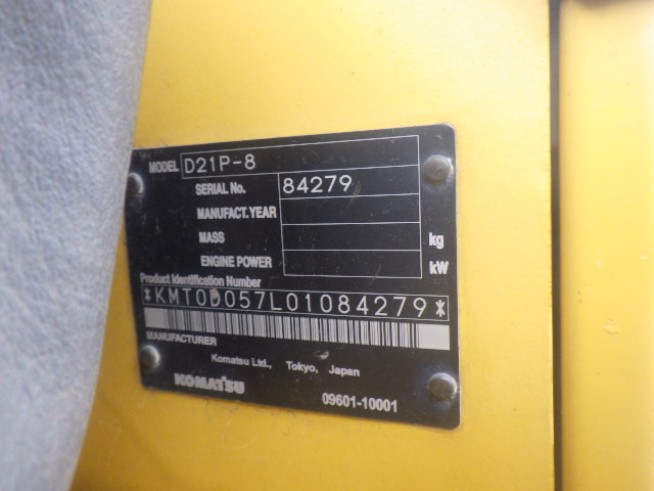 MODEL D21P-8
SERIAL No. 84279
MANUFACT. YEAR
MASS kg
ENGINE POWER kW
Product Identification Number
*KMT0D057L01084279*
MANUFACTURER
Komatsu Ltd., Tokyo, Japan
KOMATSU 09601-10001